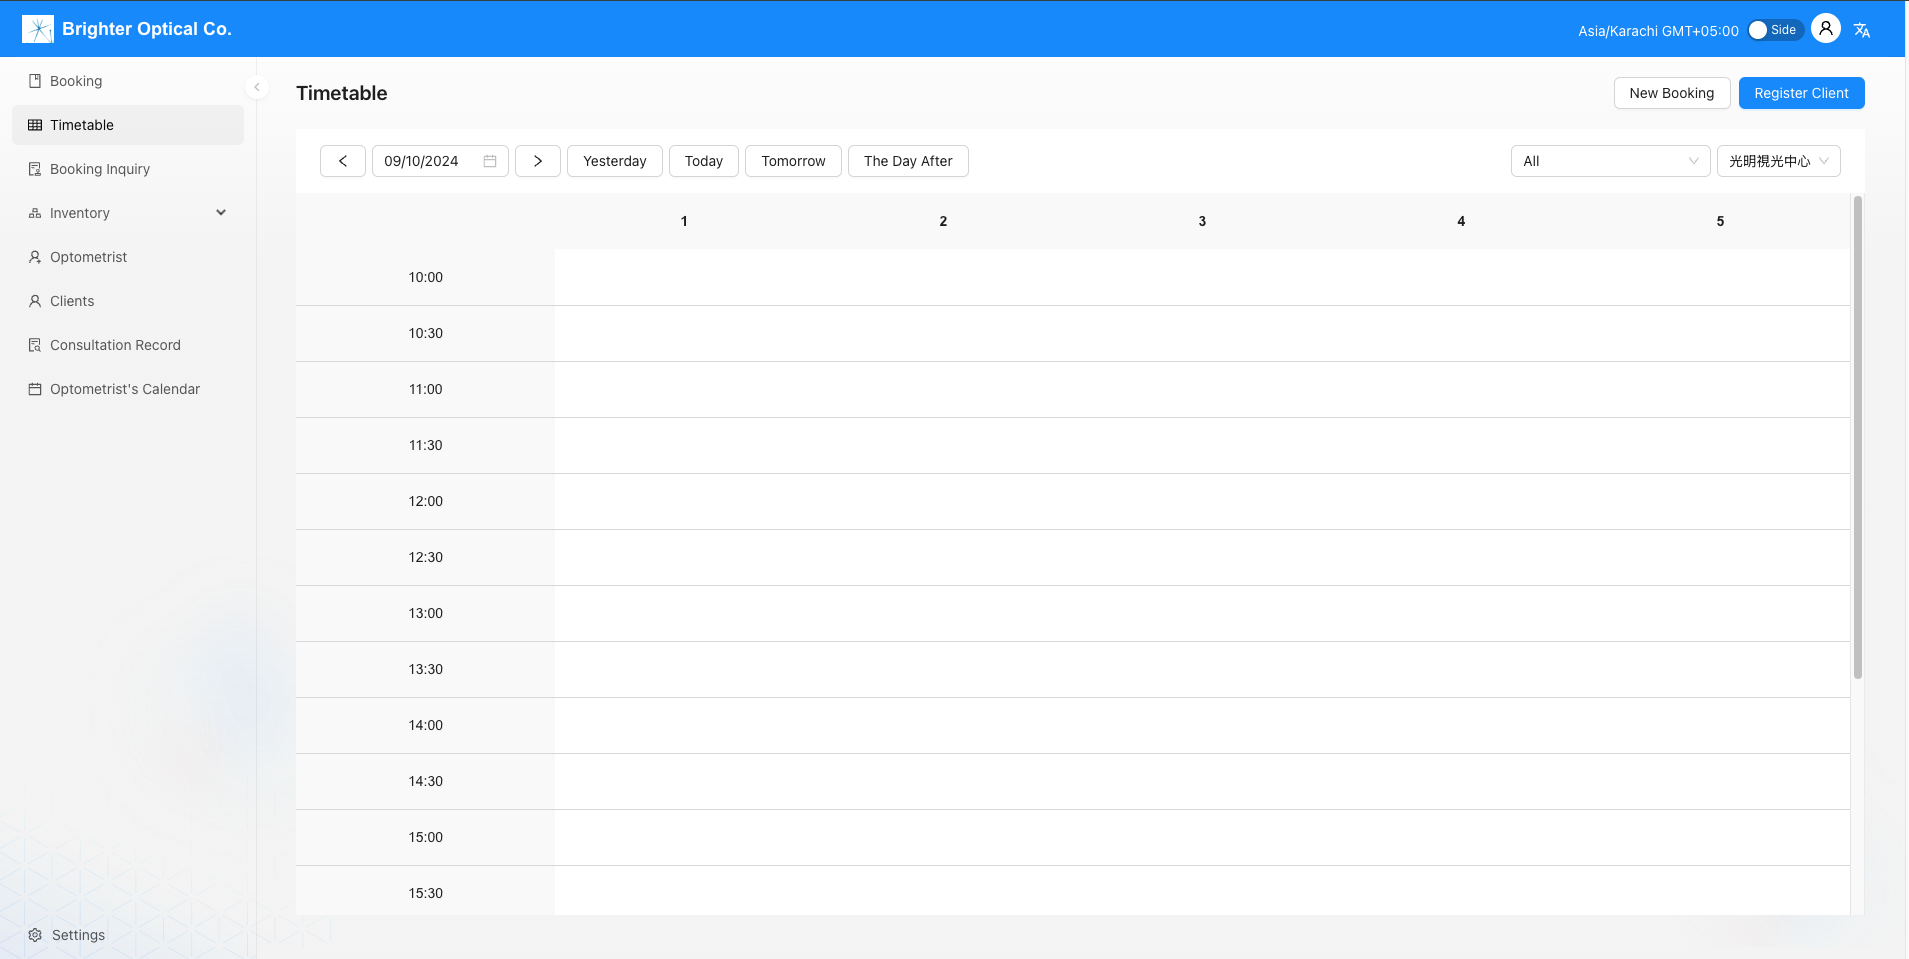 Brighter Optical Co.
Asia/Karachi GMT+05:00
Side
Booking
Timetable
Booking Inquiry
Inventory
Optometrist
Clients
Consultation Record
Optometrist's Calendar
Settings
Timetable
New Booking
Register Client
09/10/2024
Yesterday
Today
Tomorrow
The Day After
All
光明視光中心
1 2 3 4 5
10:00
10:30
11:00
11:30
12:00
12:30
13:00
13:30
14:00
14:30
15:00
15:30